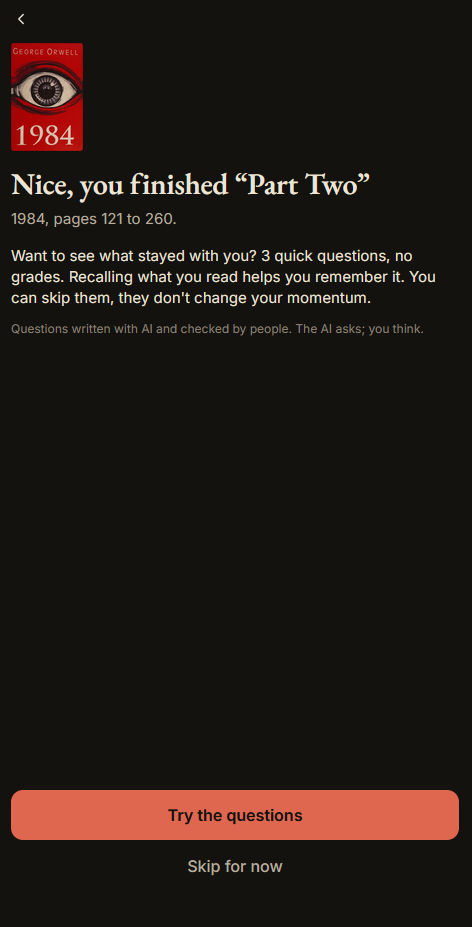 GEORGE ORWELL
1984
Nice, you finished “Part Two”
1984, pages 121 to 260.
Want to see what stayed with you? 3 quick questions, no
grades. Recalling what you read helps you remember it. You
can skip them, they don't change your momentum.
Questions written with AI and checked by people. The AI asks; you think.
Try the questions
Skip for now